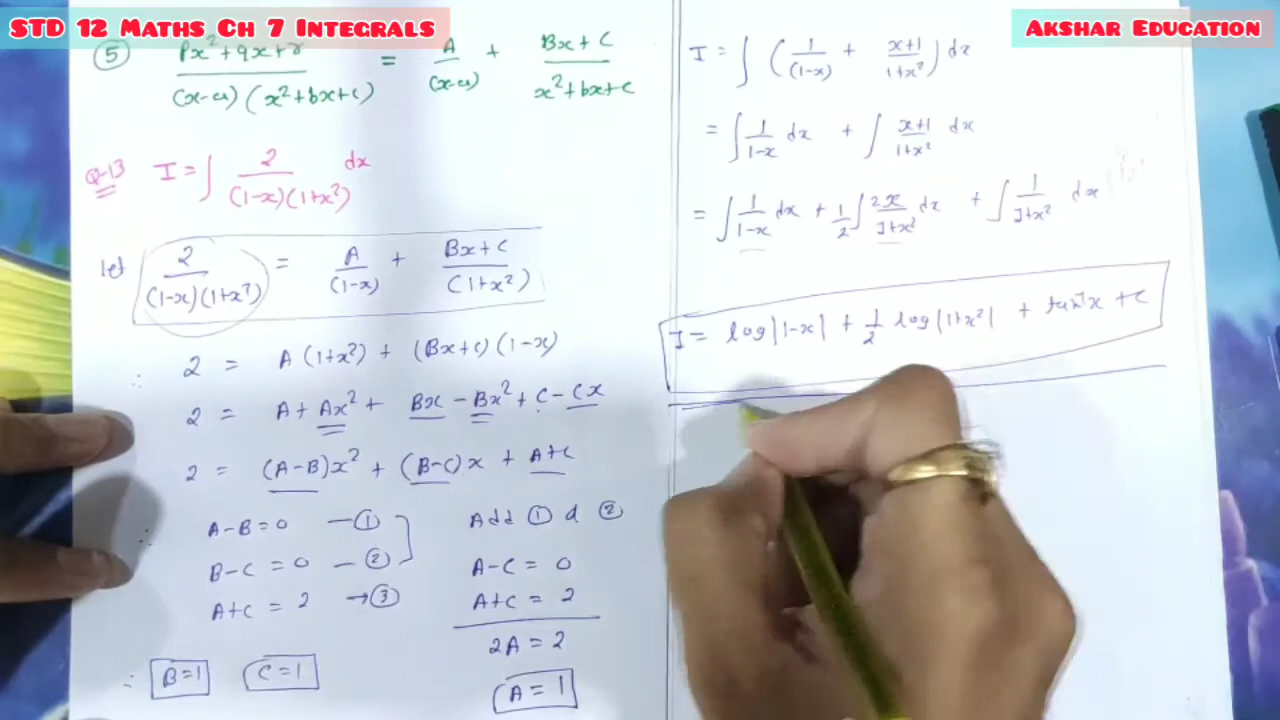 STD 12 Maths Ch 7 Integrals
Akshar Education
⑤ Px²+qx+r / (x-a)(x²+bx+c) = A/(x-a) + Bx+C / x²+bx+c
Q-13 I = ∫ 2/(1-x)(1+x²) dx
let 2/(1-x)(1+x²) = A/(1-x) + Bx+C/(1+x²)
∴ 2 = A(1+x²) + (Bx+c)(1-x)
2 = A+Ax²+ Bx - Bx² + C - Cx
2 = (A-B)x² + (B-C)x + A+C
∴ A-B=0 —①
B-C = 0 —②
A+C = 2 →③
∴ B=1 C=1
Add ① d ②
A-C = 0
A+C = 2
2A = 2
A = 1
I = ∫ (1/(1-x) + x+1/1+x²) dx
= ∫ 1/1-x dx + ∫ x+1/1+x² dx
= ∫ 1/1-x dx + 1/2 ∫ 2x/1+x² dx + ∫ 1/1+x² dx
I = log|1-x| + 1/2 log|1+x²| + tan⁻¹x + C